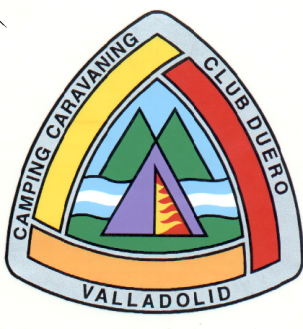 CAMPING CARAVANING
CLUB DUERO
VALLADOLID